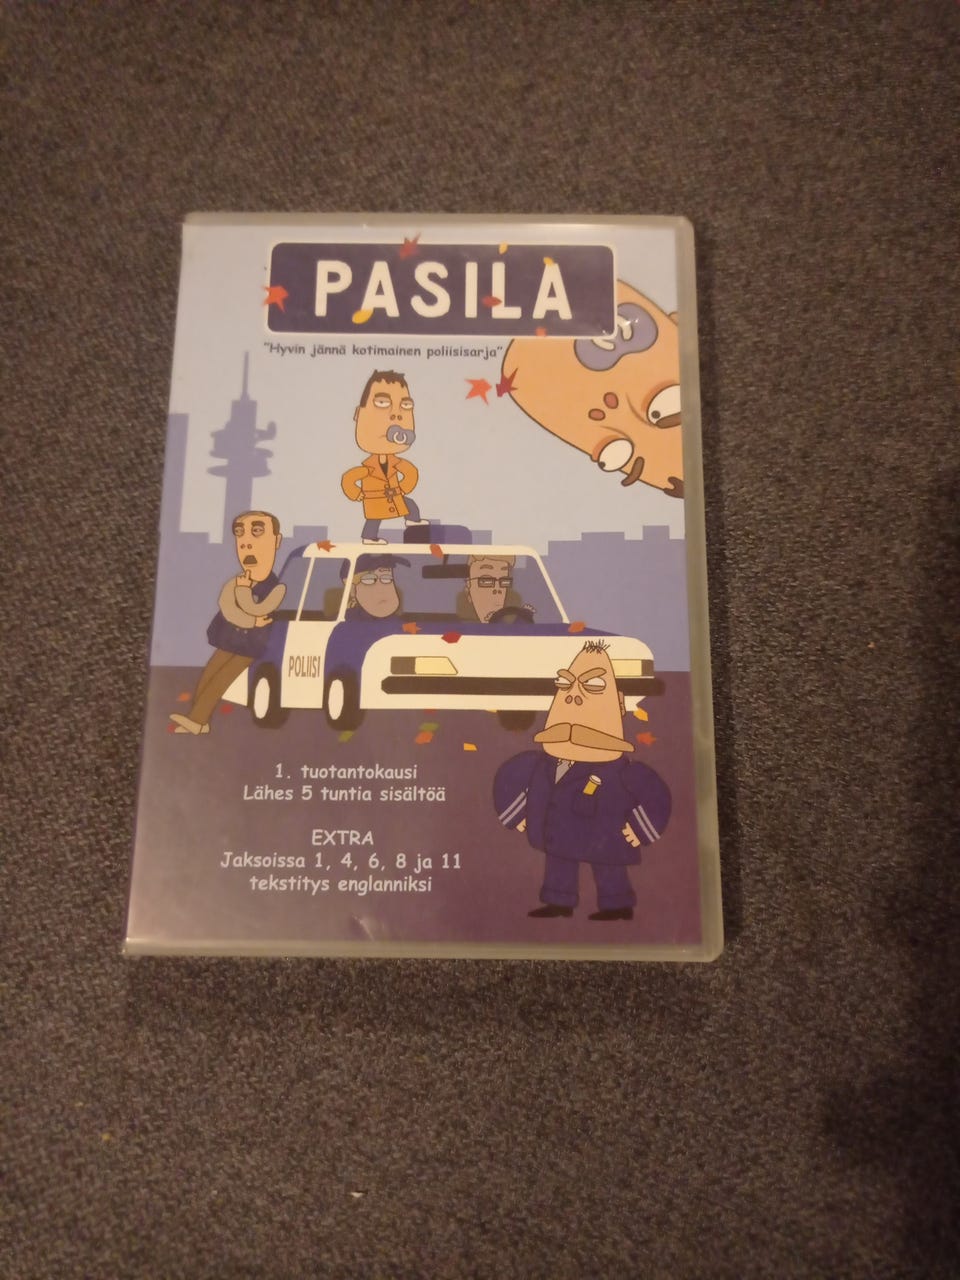 PASILA
"Hyvin jännä kotimainen poliisisarja"
POLIISI
1. tuotantokausi
Lähes 5 tuntia sisältöä
EXTRA
Jaksoissa 1, 4, 6, 8 ja 11
tekstitys englanniksi